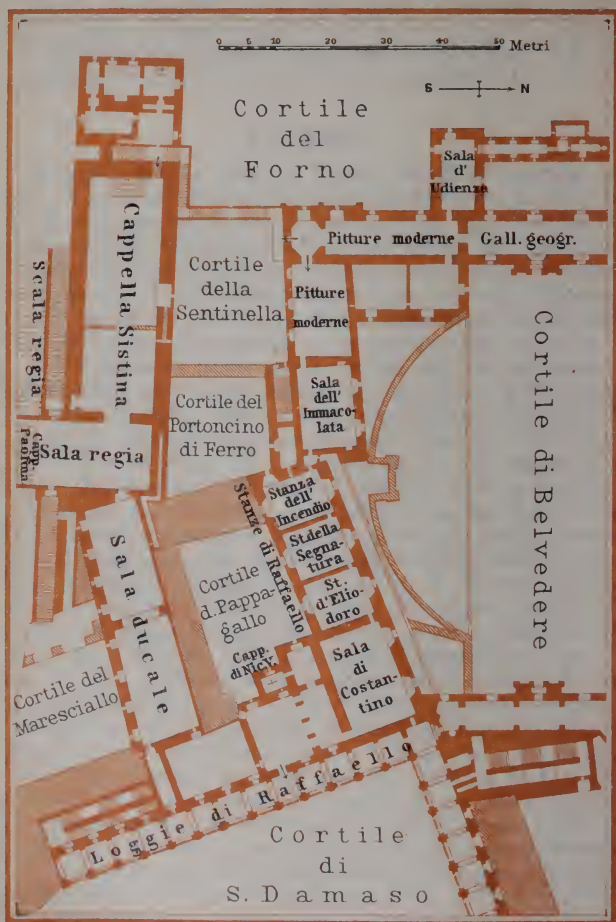 0 5 10 20 30 40 50 Metri
S N
Cortile
del
Forno
Sala
d'
Udienza
Cappella Sistina
Scala regia
Cortile
della
Sentinella
Pitture moderne
Gall. geogr.
Pitture
moderne
Cortile di Belvedere
Sala
dell'
Immaco-
lata
Cortile del
Portoncino
di Ferro
Capp.
Paolina
Sala regia
Stanza
dell'
Incendio
Stanze di Raffaello
St. della
Segna-
tura
St.
d'Elio-
doro
Sala ducale
Cortile
d. Pappa-
gallo
Capp.
di Nic. V.
Sala
di
Costan-
tino
Cortile del
Maresciallo
Loggie di Raffaello
Cortile
di
S. Damaso